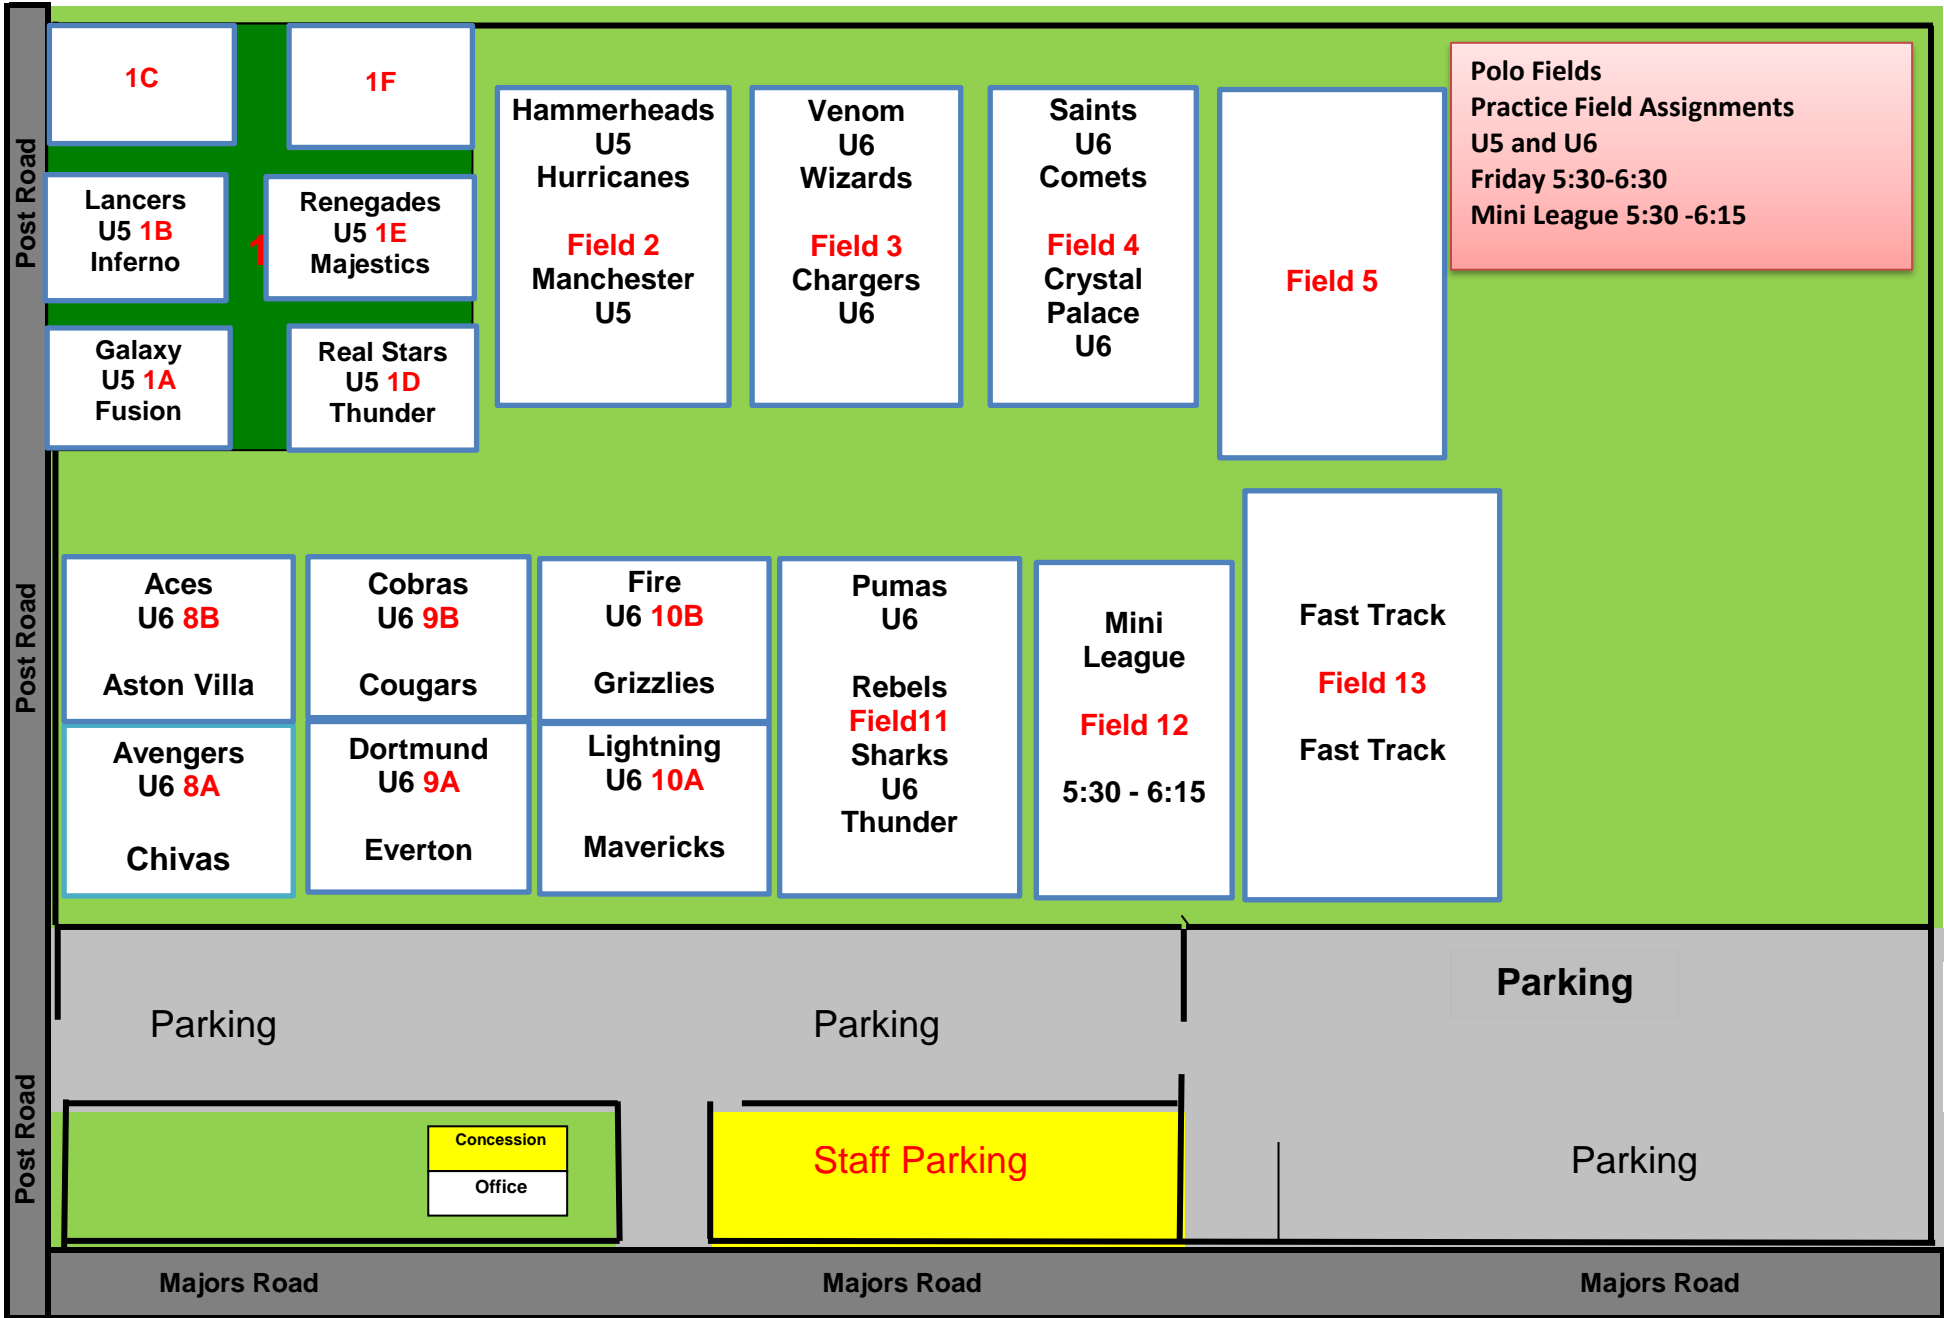 Post Road
Post Road
Post Road
1C
1F
Lancers
U5 1B
Inferno
1
Renegades
U5 1E
Majestics
Galaxy
U5 1A
Fusion
Real Stars
U5 1D
Thunder
Hammerheads
U5
Hurricanes
Field 2
Manchester
U5
Venom
U6
Wizards
Field 3
Chargers
U6
Saints
U6
Comets
Field 4
Crystal
Palace
U6
Field 5
Polo Fields
Practice Field Assignments
U5 and U6
Friday 5:30-6:30
Mini League 5:30 -6:15
Aces
U6 8B
Aston Villa
Avengers
U6 8A
Chivas
Cobras
U6 9B
Cougars
Dortmund
U6 9A
Everton
Fire
U6 10B
Grizzlies
Lightning
U6 10A
Mavericks
Pumas
U6
Rebels
Field11
Sharks
U6
Thunder
Mini
League
Field 12
5:30 - 6:15
Fast Track
Field 13
Fast Track
Parking
Parking
Parking
Concession
Office
Staff Parking
Parking
Majors Road
Majors Road
Majors Road